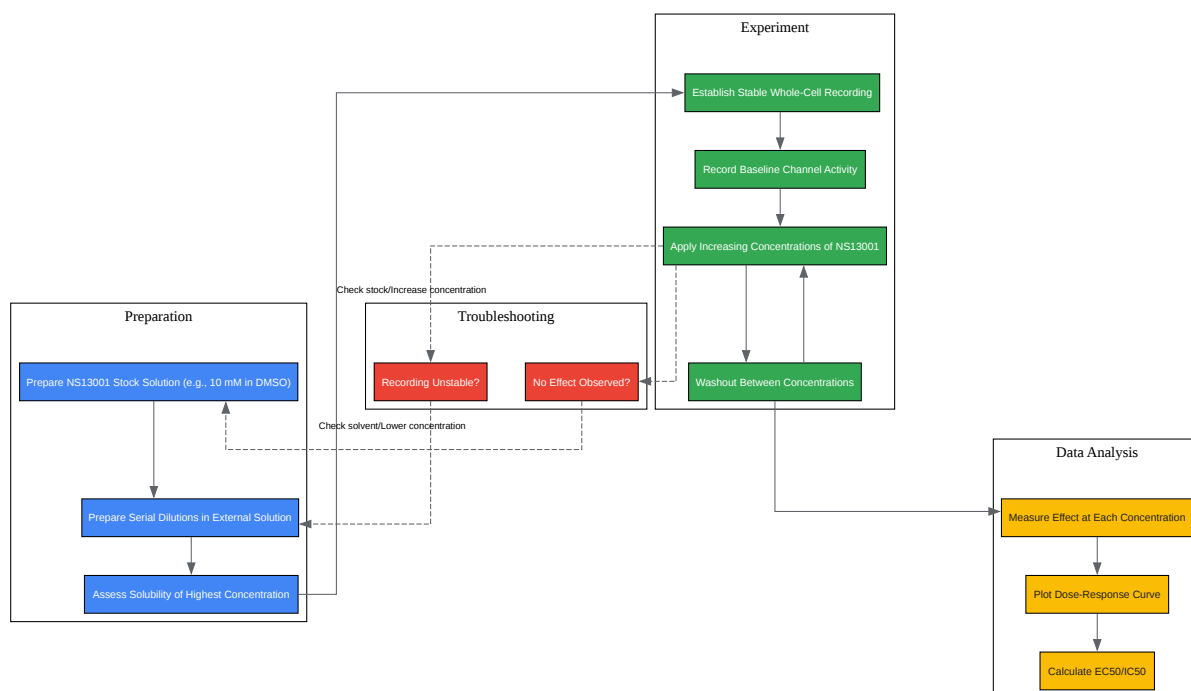 Experiment
Establish Stable Whole-Cell Recording
Record Baseline Channel Activity
Apply Increasing Concentrations of NS13001
Check stock/Increase concentration
Preparation
Troubleshooting
Prepare NS13001 Stock Solution (e.g., 10 mM in DMSO)
Recording Unstable?
No Effect Observed?
Washout Between Concentrations
Check solvent/Lower concentration
Data Analysis
Prepare Serial Dilutions in External Solution
Measure Effect at Each Concentration
Assess Solubility of Highest Concentration
Plot Dose-Response Curve
Calculate EC50/IC50